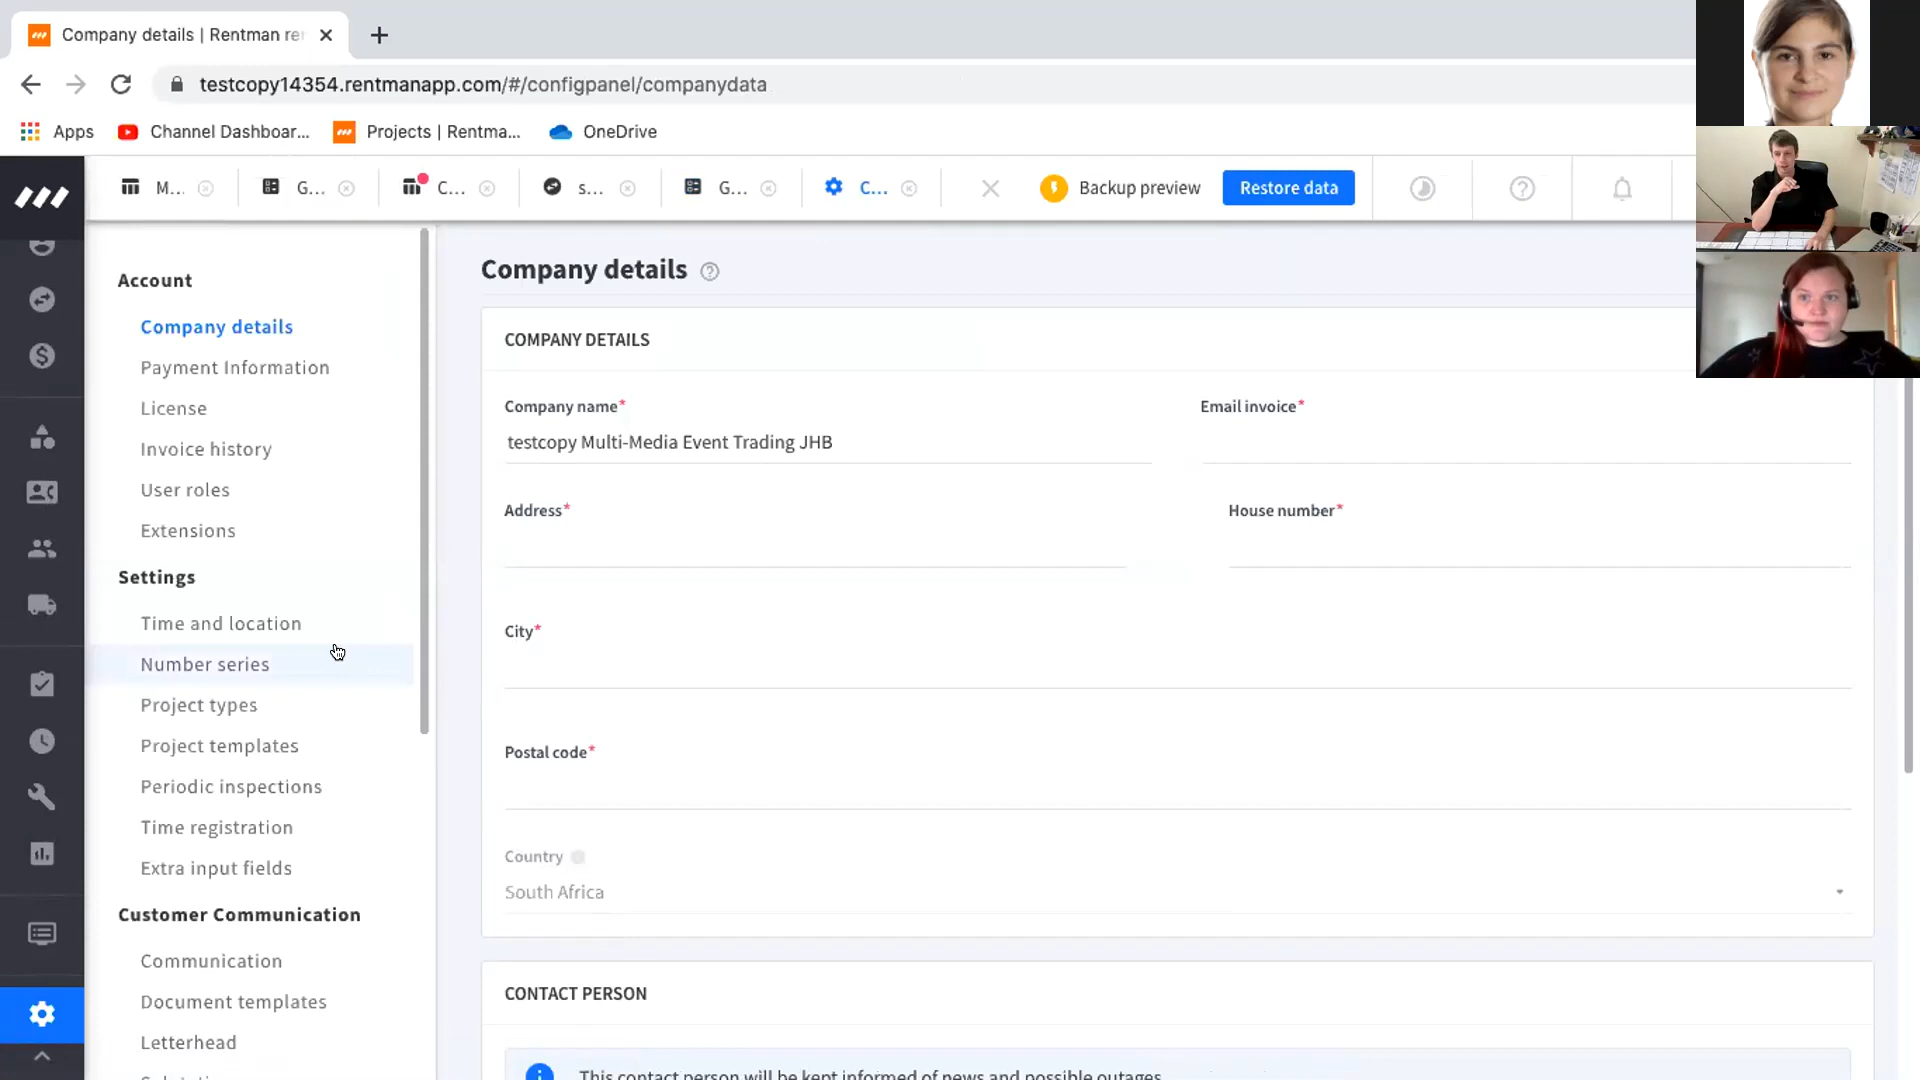 Company details | Rentman re
testcopy14354.rentmanapp.com/#/configpanel/companydata
Apps
Channel Dashboar...
Projects | Rentma...
OneDrive
M...
G...
C...
s...
G...
C...
Backup preview
Restore data
Account
Company details
Payment Information
License
Invoice history
User roles
Extensions
Settings
Time and location
Number series
Project types
Project templates
Periodic inspections
Time registration
Extra input fields
Customer Communication
Communication
Document templates
Letterhead
Company details
COMPANY DETAILS
Company name*
testcopy Multi-Media Event Trading JHB
Email invoice*
Address*
House number*
City*
Postal code*
Country
South Africa
CONTACT PERSON
This contact person will be kept informed of news and possible outages